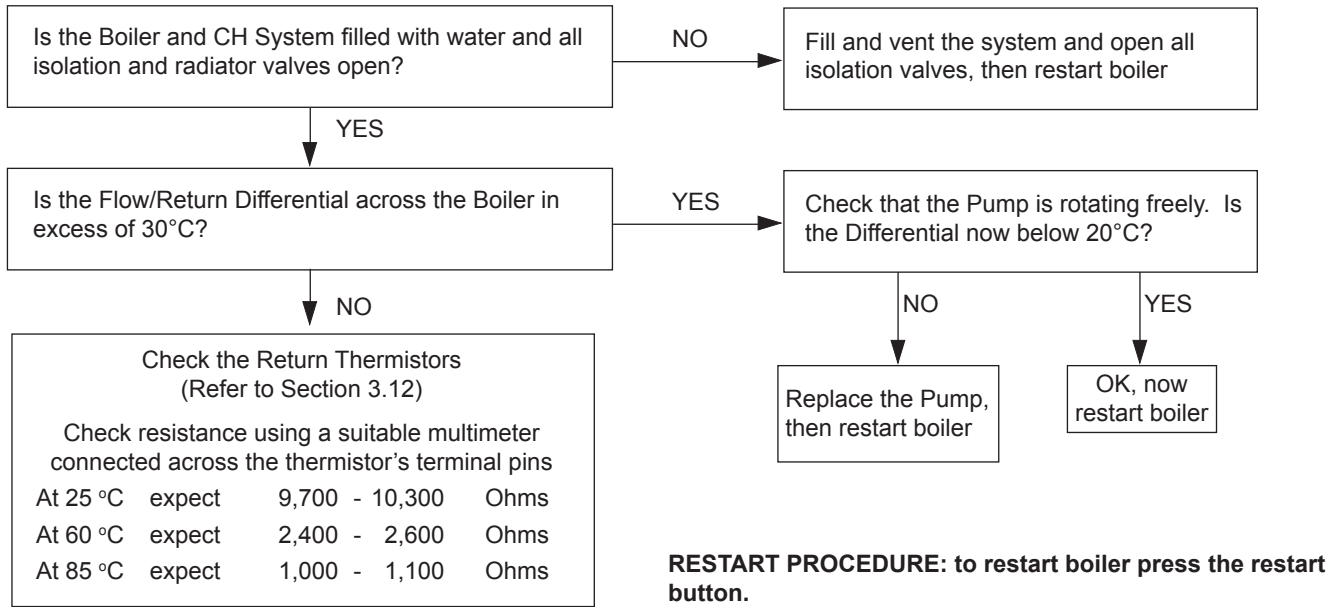 Is the Boiler and CH System filled with water and all
isolation and radiator valves open?
NO
Fill and vent the system and open all
isolation valves, then restart boiler
YES
Is the Flow/Return Differential across the Boiler in
excess of 30°C?
YES
Check that the Pump is rotating freely.  Is
the Differential now below 20°C?
NO
NO
YES
Check the Return Thermistors
(Refer to Section 3.12)
Check resistance using a suitable multimeter
connected across the thermistor's terminal pins
At 25 °C expect 9,700 - 10,300 Ohms
At 60 °C expect 2,400 - 2,600 Ohms
At 85 °C expect 1,000 - 1,100 Ohms
Replace the Pump,
then restart boiler
OK, now
restart boiler
RESTART PROCEDURE: to restart boiler press the restart
button.